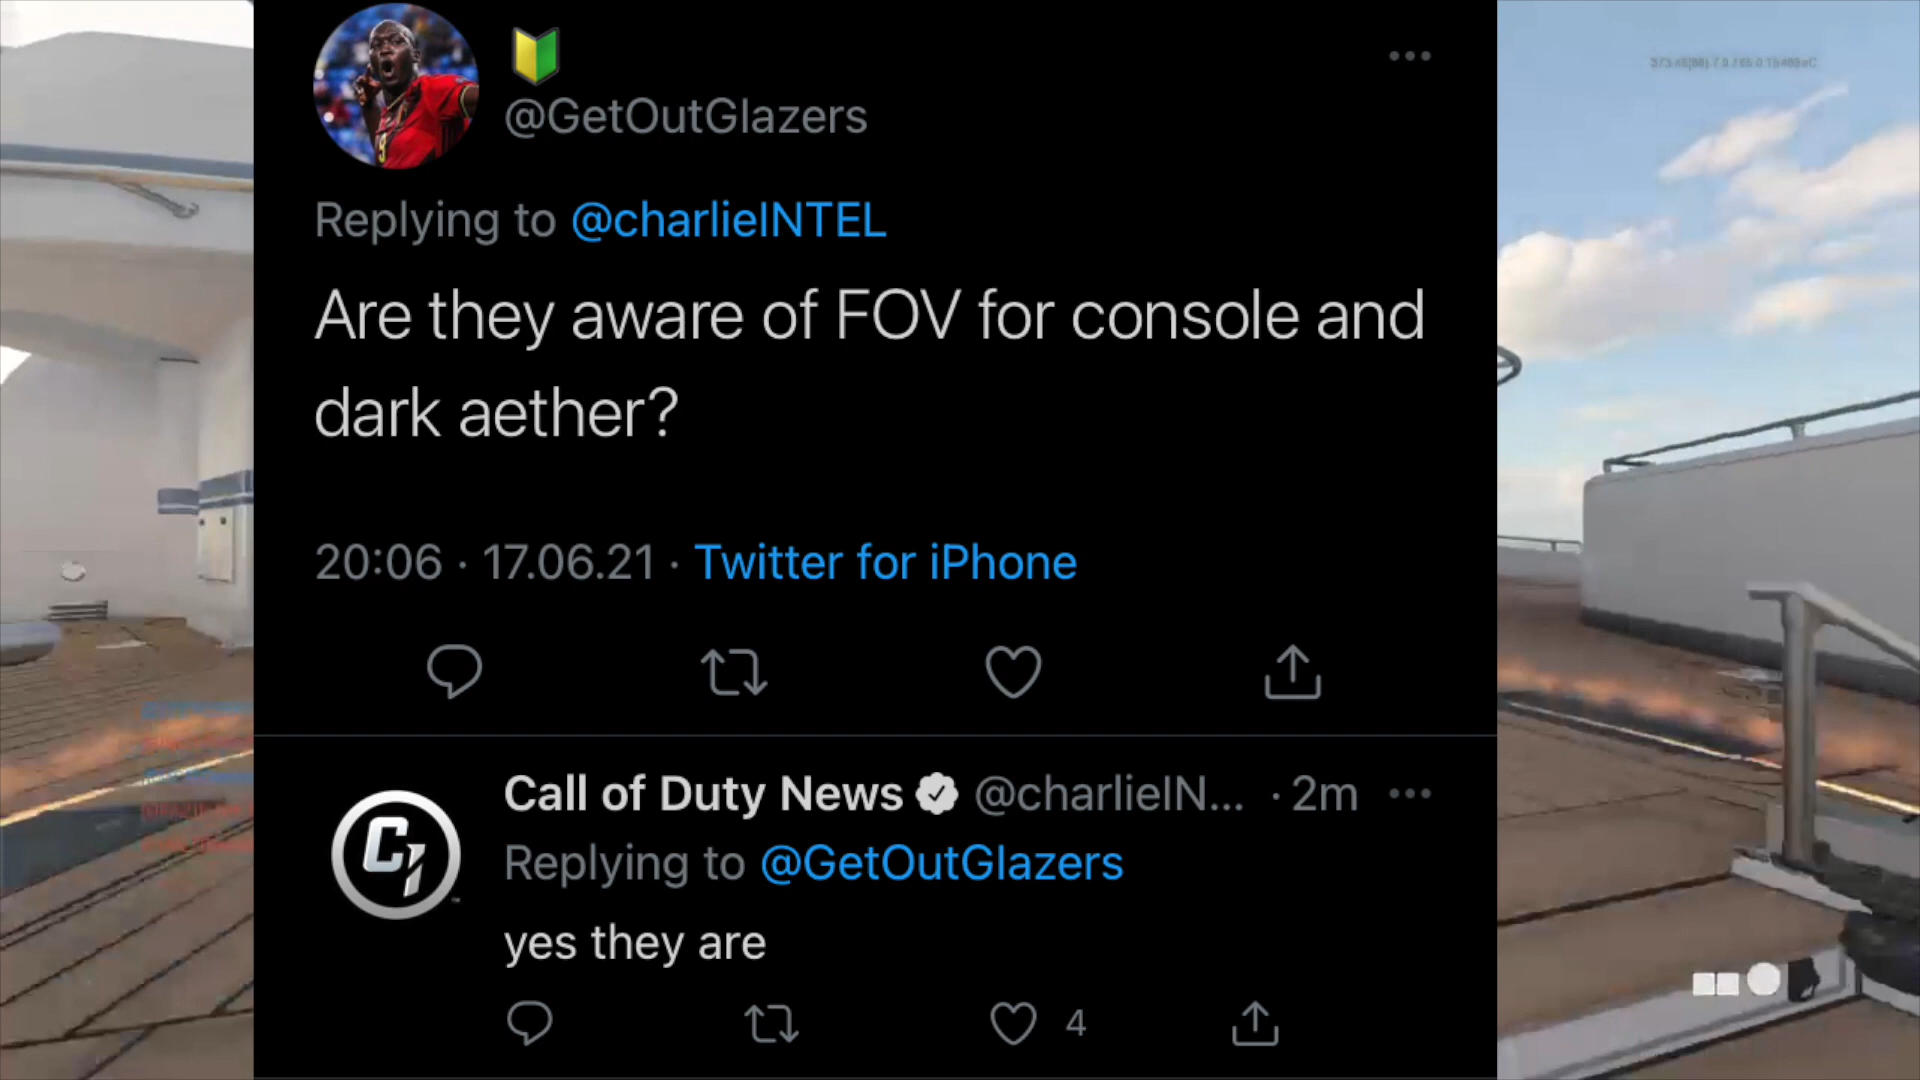 @GetOutGlazers
Replying to @charlieINTEL
Are they aware of FOV for console and
dark aether?
20:06 · 17.06.21 · Twitter for iPhone
Call of Duty News @charlieIN... · 2m
Replying to @GetOutGlazers
yes they are
4